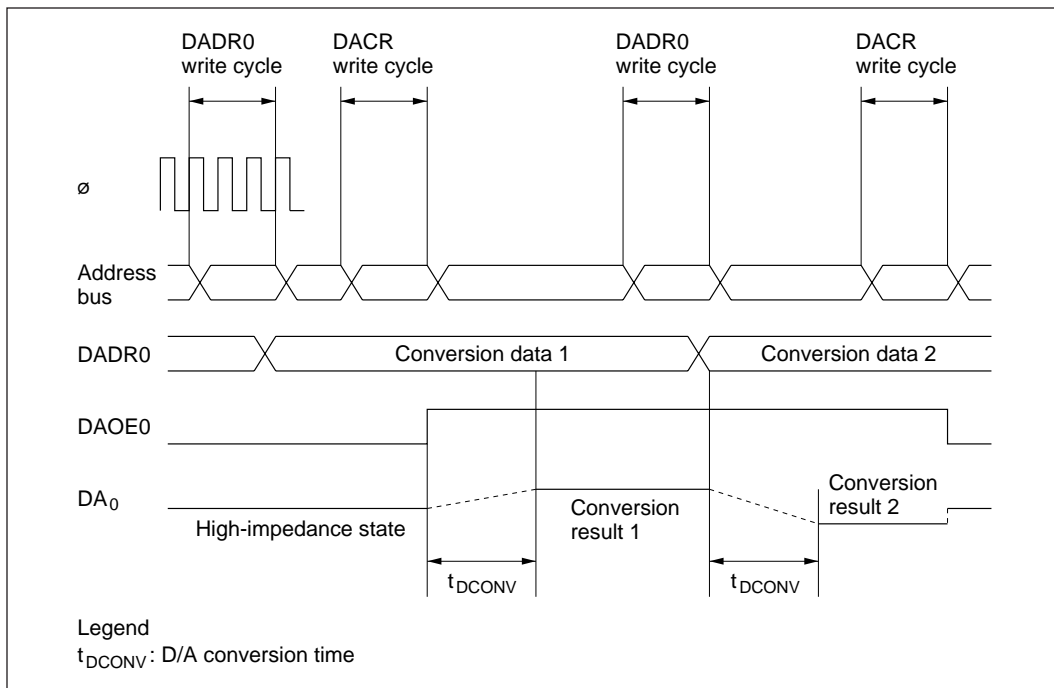 DADR0
write cycle
DACR
write cycle
DADR0
write cycle
DACR
write cycle
ø
Address
bus
DADR0
Conversion data 1
Conversion data 2
DAOE0
DA0
High-impedance state
Conversion
result 1
Conversion
result 2
tDCONV
tDCONV
Legend
tDCONV: D/A conversion time